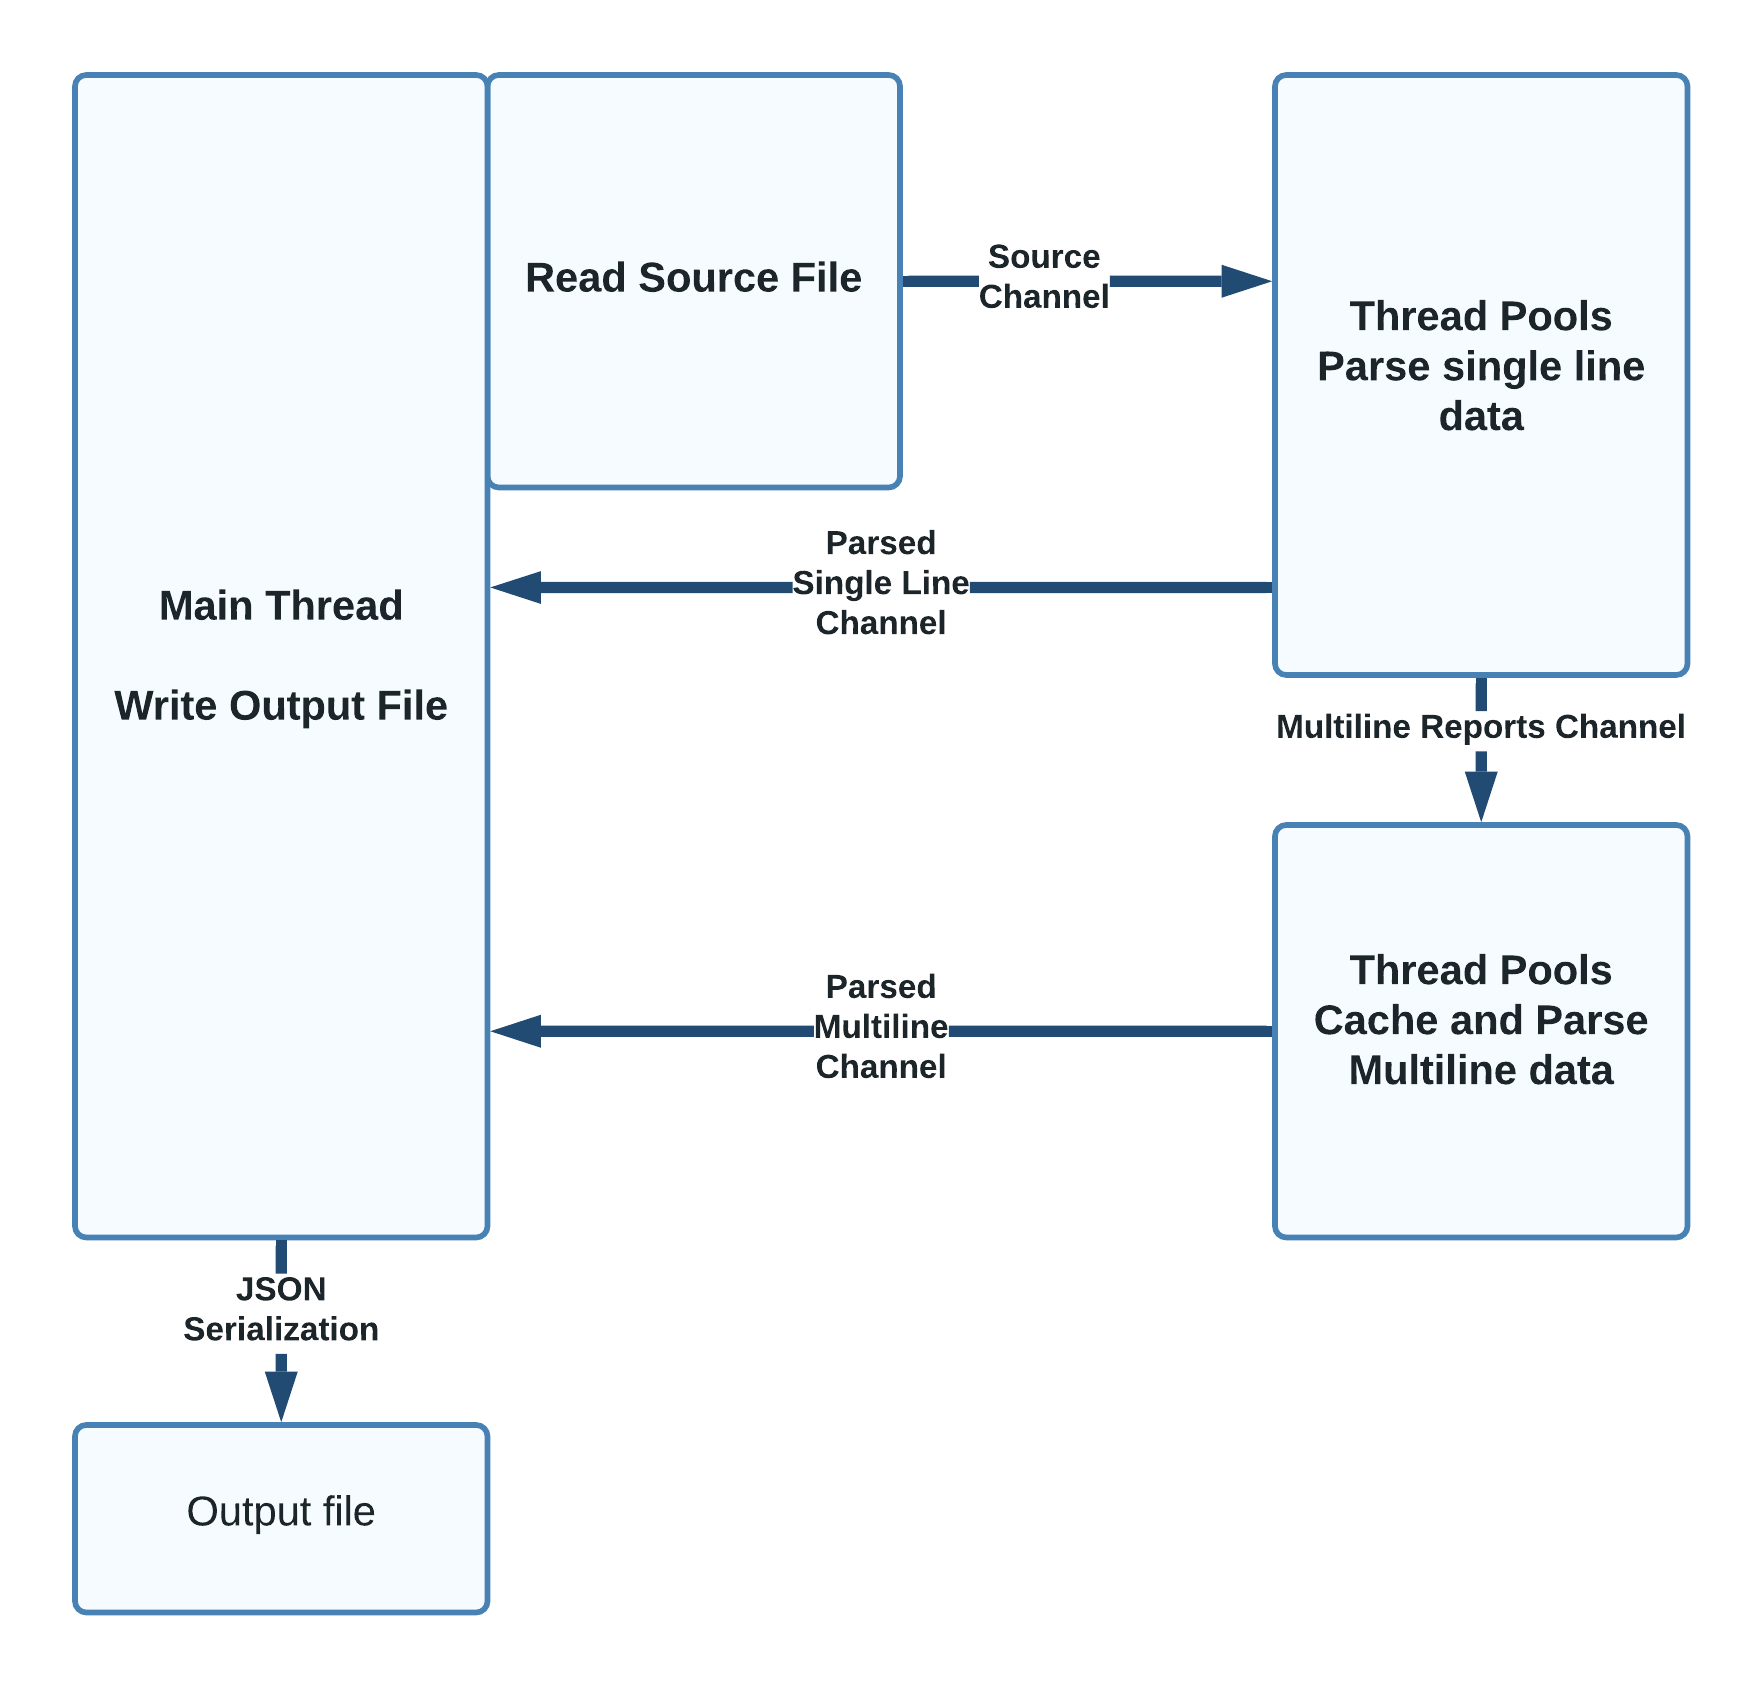 Read Source File
Source
Channel
Thread Pools
Parse single line
data
Parsed
Single Line
Channel
Main Thread
Write Output File
Multiline Reports Channel
Thread Pools
Cache and Parse
Multiline data
Parsed
Multiline
Channel
JSON
Serialization
Output file